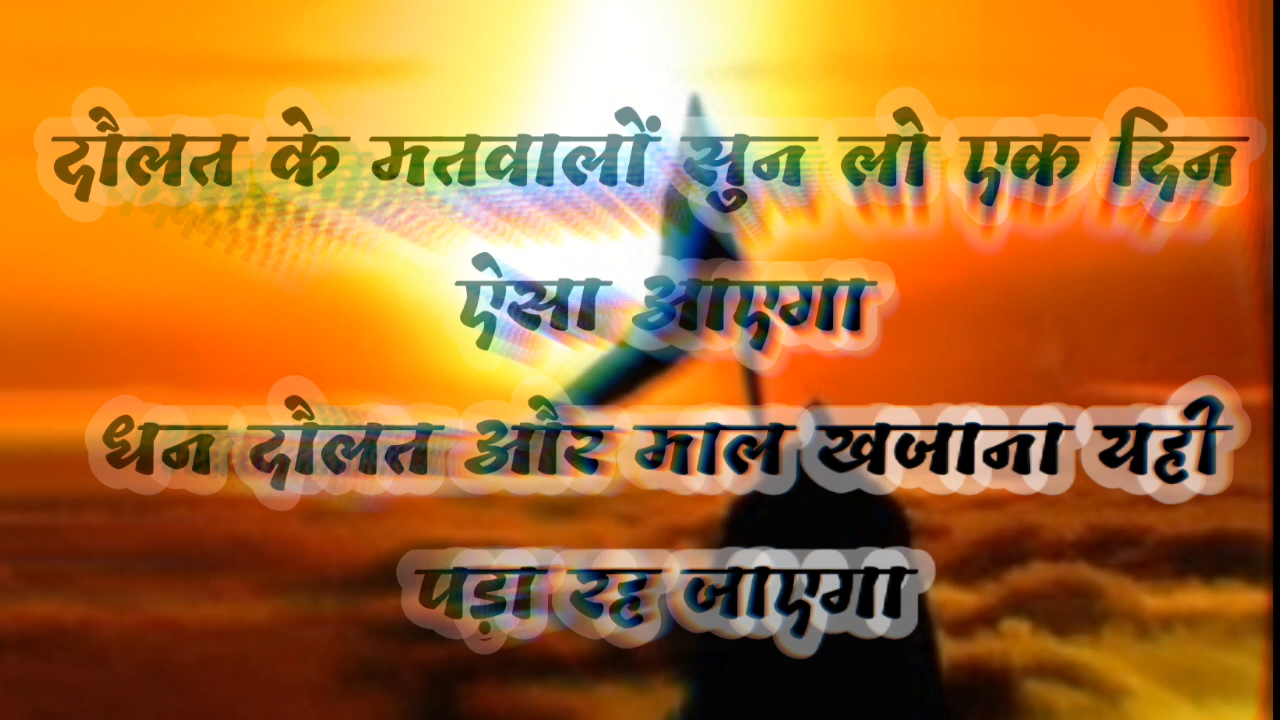 दौलत के मतवालों सुन लो एक दिन
ऐसा आएगा
धन दौलत और माल खजाना यही
पड़ा रह जाएगा